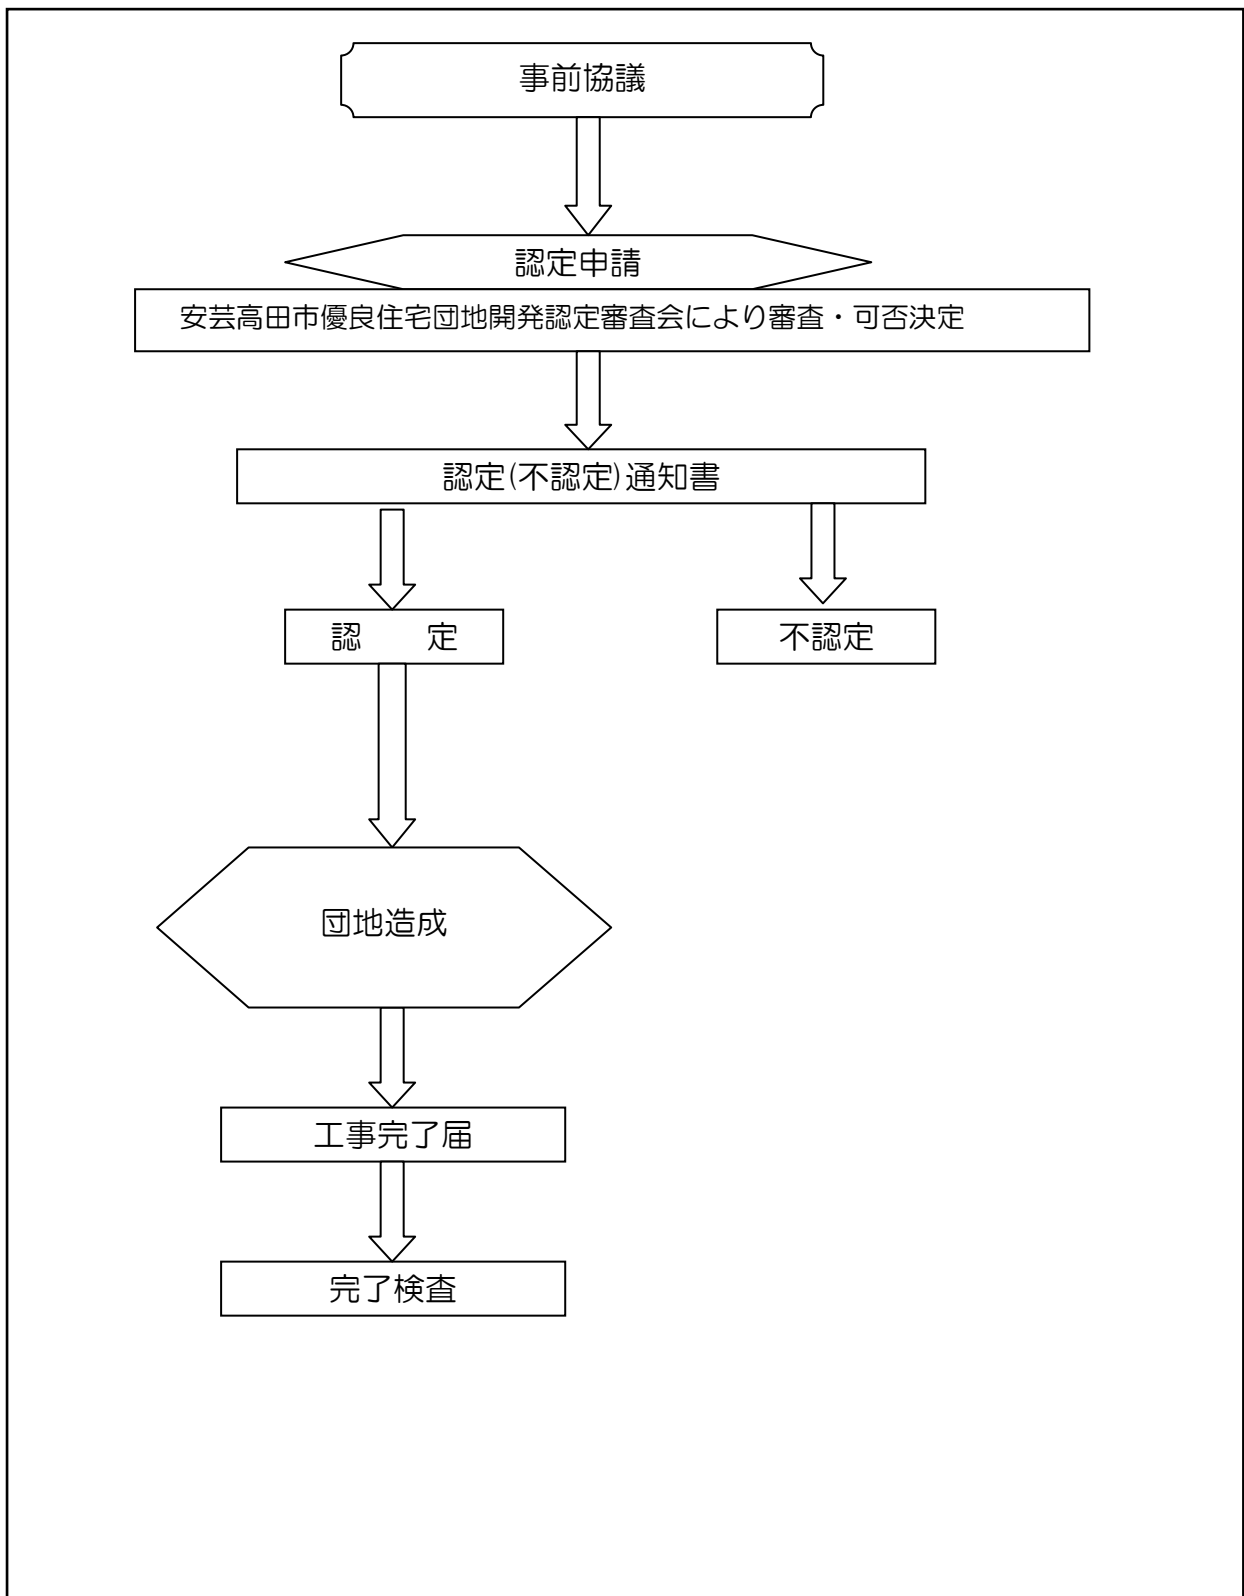 事前協議
認定申請
安芸高田市優良住宅団地開発認定審査会により審査・可否決定
認定(不認定)通知書
認　　定
不認定
団地造成
工事完了届
完了検査